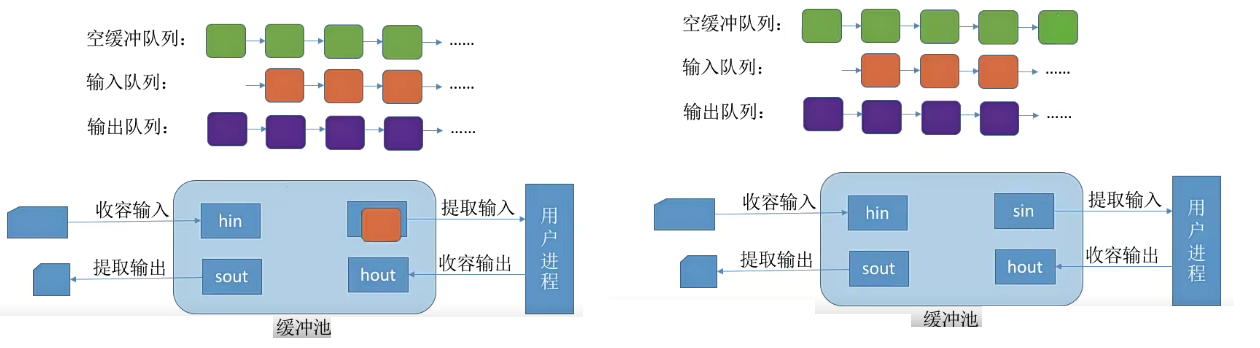 空缓冲队列：
......
输入队列：
......
输出队列：
......
收容输入
hin
提取输入
提取输出
sout
hout
收容输出
用户进程
缓冲池
空缓冲队列：
输入队列：
......
输出队列：
......
收容输入
hin
sin
提取输入
提取输出
sout
hout
收容输出
用户进程
缓冲池